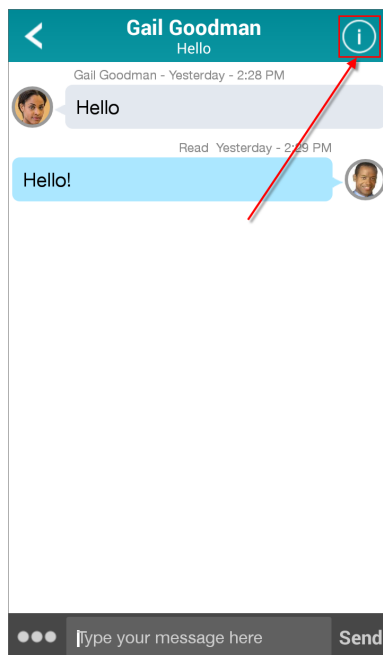 Gail Goodman
Hello
i
Gail Goodman - Yesterday - 2:28 PM
Hello
Read Yesterday - 2:29 PM
Hello!
Type your message here
Send